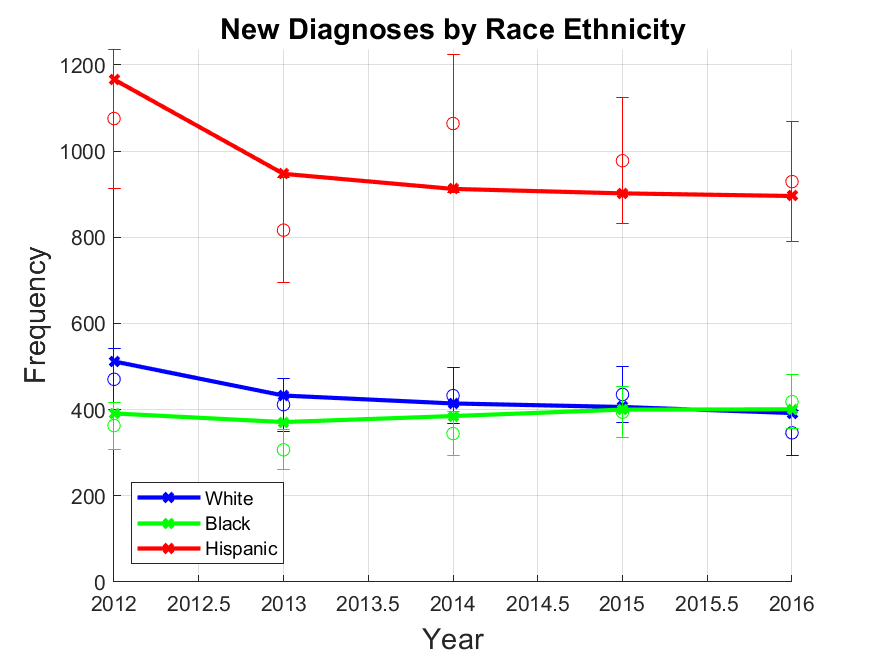 New Diagnoses by Race Ethnicity
1200
1000
800
600
400
200
0
Frequency
White
Black
Hispanic
2012 2012.5 2013 2013.5 2014 2014.5 2015 2015.5 2016
Year